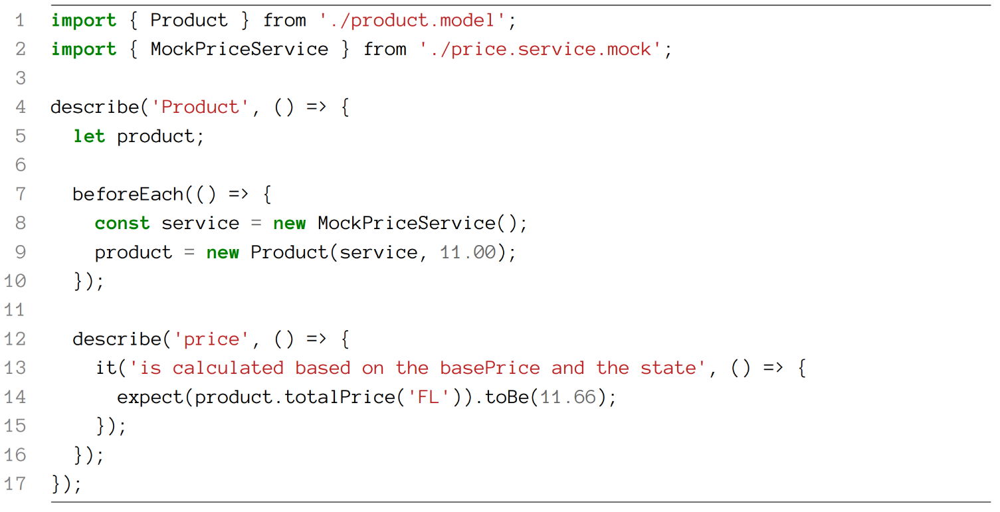 1 import { Product } from './product.model';
2 import { MockPriceService } from './price.service.mock';
3
4 describe('Product', () => {
5   let product;
6
7   beforeEach(() => {
8     const service = new MockPriceService();
9     product = new Product(service, 11.00);
10   });
11
12   describe('price', () => {
13     it('is calculated based on the basePrice and the state', () => {
14       expect(product.totalPrice('FL')).toBe(11.66);
15     });
16   });
17 });